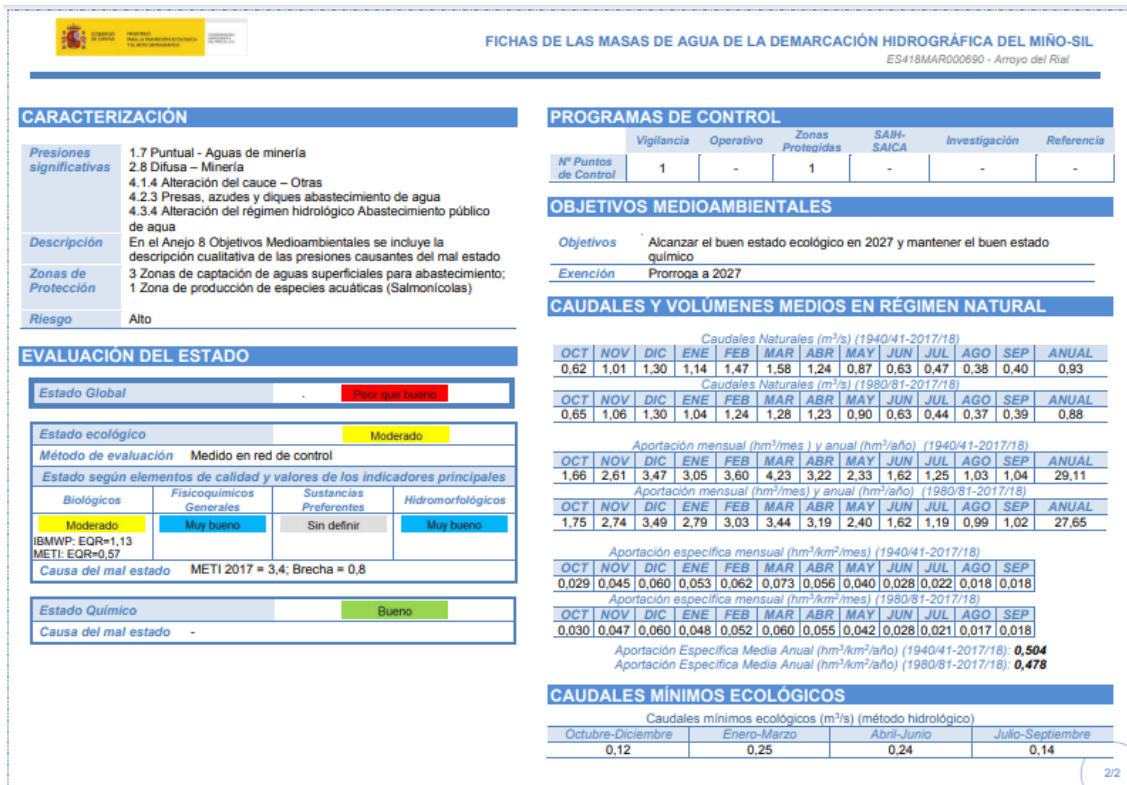 GOBIERNO DE ESPAÑA
MINISTERIO PARA LA TRANSICIÓN ECOLÓGICA Y EL RETO DEMOGRÁFICO
FICHAS DE LAS MASAS DE AGUA DE LA DEMARCACIÓN HIDROGRÁFICA DEL MIÑO-SIL
ES418MAR000690 - Arroyo del Rial
CARACTERIZACIÓN
Presiones significativas
1.7 Puntual - Aguas de minería
2.8 Difusa – Minería
4.1.4 Alteración del cauce – Otras
4.2.3 Presas, azudes y diques abastecimiento de agua
4.3.4 Alteración del régimen hidrológico Abastecimiento público
de agua
Descripción
En el Anejo 8 Objetivos Medioambientales se incluye la
descripción cualitativa de las presiones causantes del mal estado
Zonas de Protección
3 Zonas de captación de aguas superficiales para abastecimiento;
1 Zona de producción de especies acuáticas (Salmonícolas)
Riesgo Alto
EVALUACIÓN DEL ESTADO
Estado Global . Peor que bueno
Estado ecológico Moderado
Método de evaluación Medido en red de control
Estado según elementos de calidad y valores de los indicadores principales
Biológicos Fisicoquímicos Generales Sustancias Preferentes Hidromorfológicos
Moderado Muy bueno Sin definir Muy bueno
IBMWP: EQR=1,13
METI: EQR=0,57
Causa del mal estado METI 2017 = 3,4; Brecha = 0,8
Estado Químico Bueno
Causa del mal estado -
PROGRAMAS DE CONTROL
Vigilancia Operativo Zonas Protegidas SAIH-SAICA Investigación Referencia
Nº Puntos de Control 1 - 1 - - -
OBJETIVOS MEDIOAMBIENTALES
Objetivos
Alcanzar el buen estado ecológico en 2027 y mantener el buen estado
químico
Exención Prorroga a 2027
CAUDALES Y VOLÚMENES MEDIOS EN RÉGIMEN NATURAL
Caudales Naturales (m³/s) (1940/41-2017/18)
OCT NOV DIC ENE FEB MAR ABR MAY JUN JUL AGO SEP ANUAL
0,62 1,01 1,30 1,14 1,47 1,58 1,24 0,87 0,63 0,47 0,38 0,40 0,93
Caudales Naturales (m³/s) (1980/81-2017/18)
OCT NOV DIC ENE FEB MAR ABR MAY JUN JUL AGO SEP ANUAL
0,65 1,06 1,30 1,04 1,24 1,28 1,23 0,90 0,63 0,44 0,37 0,39 0,88
Aportación mensual (hm³/mes ) y anual (hm³/año) (1940/41-2017/18)
OCT NOV DIC ENE FEB MAR ABR MAY JUN JUL AGO SEP ANUAL
1,66 2,61 3,47 3,05 3,60 4,23 3,22 2,33 1,62 1,25 1,03 1,04 29,11
Aportación mensual (hm³/mes) y anual (hm³/año) (1980/81-2017/18)
OCT NOV DIC ENE FEB MAR ABR MAY JUN JUL AGO SEP ANUAL
1,75 2,74 3,49 2,79 3,03 3,44 3,19 2,40 1,62 1,19 0,99 1,02 27,65
Aportación específica mensual (hm³/km²/mes) (1940/41-2017/18)
OCT NOV DIC ENE FEB MAR ABR MAY JUN JUL AGO SEP
0,029 0,045 0,060 0,053 0,062 0,073 0,056 0,040 0,028 0,022 0,018 0,018
Aportación específica mensual (hm³/km²/mes) (1980/81-2017/18)
OCT NOV DIC ENE FEB MAR ABR MAY JUN JUL AGO SEP
0,030 0,047 0,060 0,048 0,052 0,060 0,055 0,042 0,028 0,021 0,017 0,018
Aportación Específica Media Anual (hm³/km²/año) (1940/41-2017/18): 0,504
Aportación Específica Media Anual (hm³/km²/año) (1980/81-2017/18): 0,478
CAUDALES MÍNIMOS ECOLÓGICOS
Caudales mínimos ecológicos (m³/s) (método hidrológico)
Octubre-Diciembre Enero-Marzo Abril-Junio Julio-Septiembre
0,12 0,25 0,24 0,14
2/2